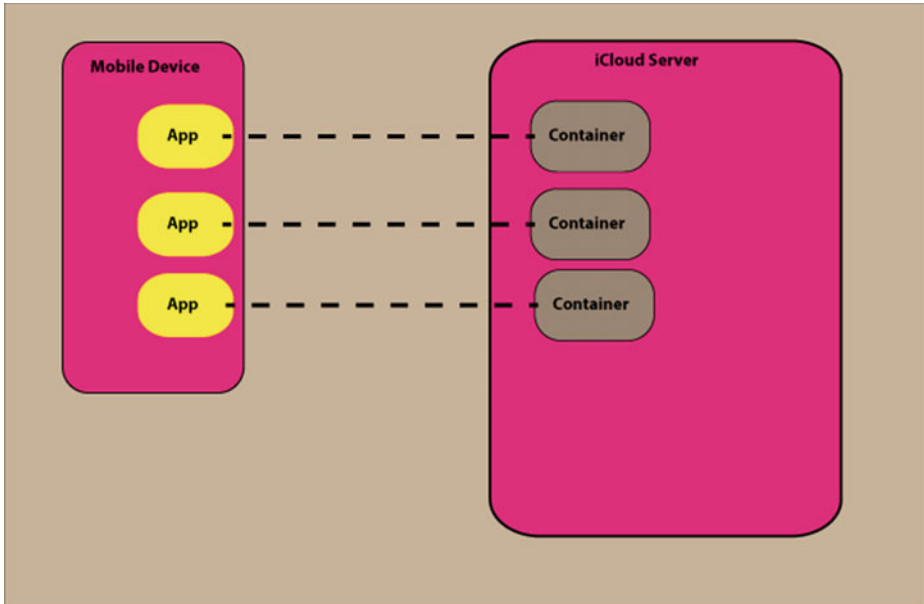 Mobile Device
iCloud Server
App
Container
App
Container
App
Container